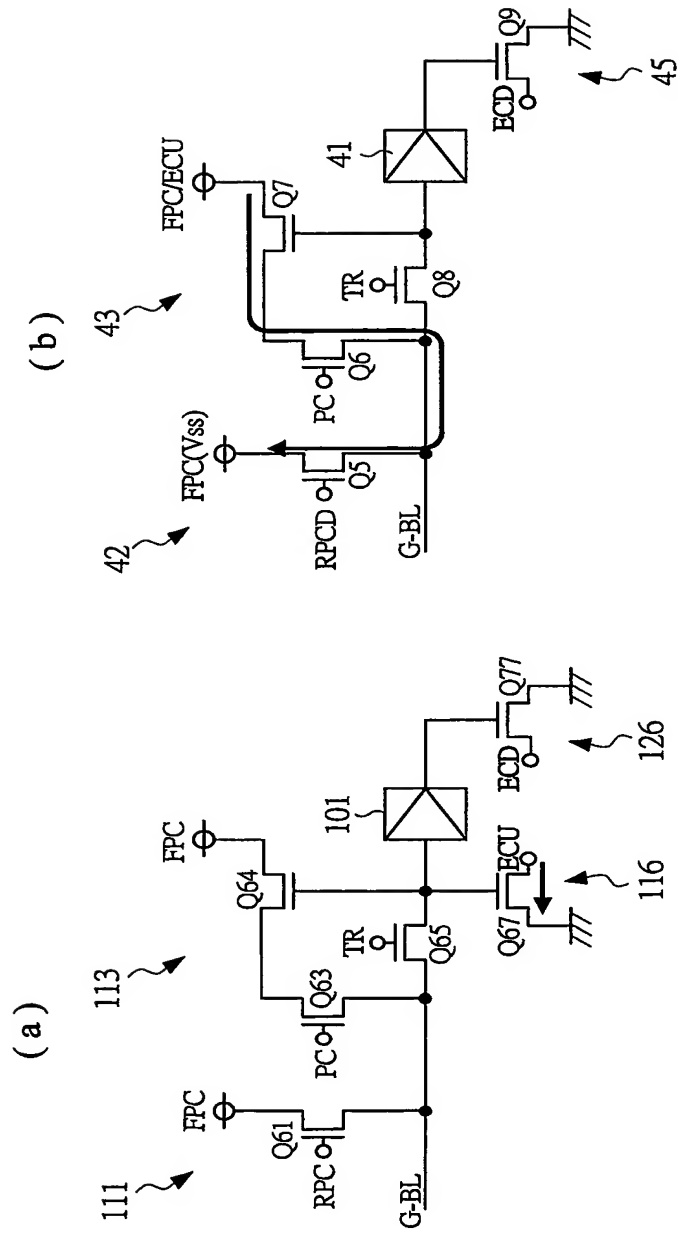 ( a )
111
113
FPC
FPC
Q61
RPC
Q63
PC
Q64
TR
Q65
G-BL
101
Q67
ECU
116
ECD
Q77
126
( b )
42
43
FPC(Vss)
FPC/ECU
RPCD
Q5
PC
Q6
Q7
TR
Q8
G-BL
41
ECD
Q9
45